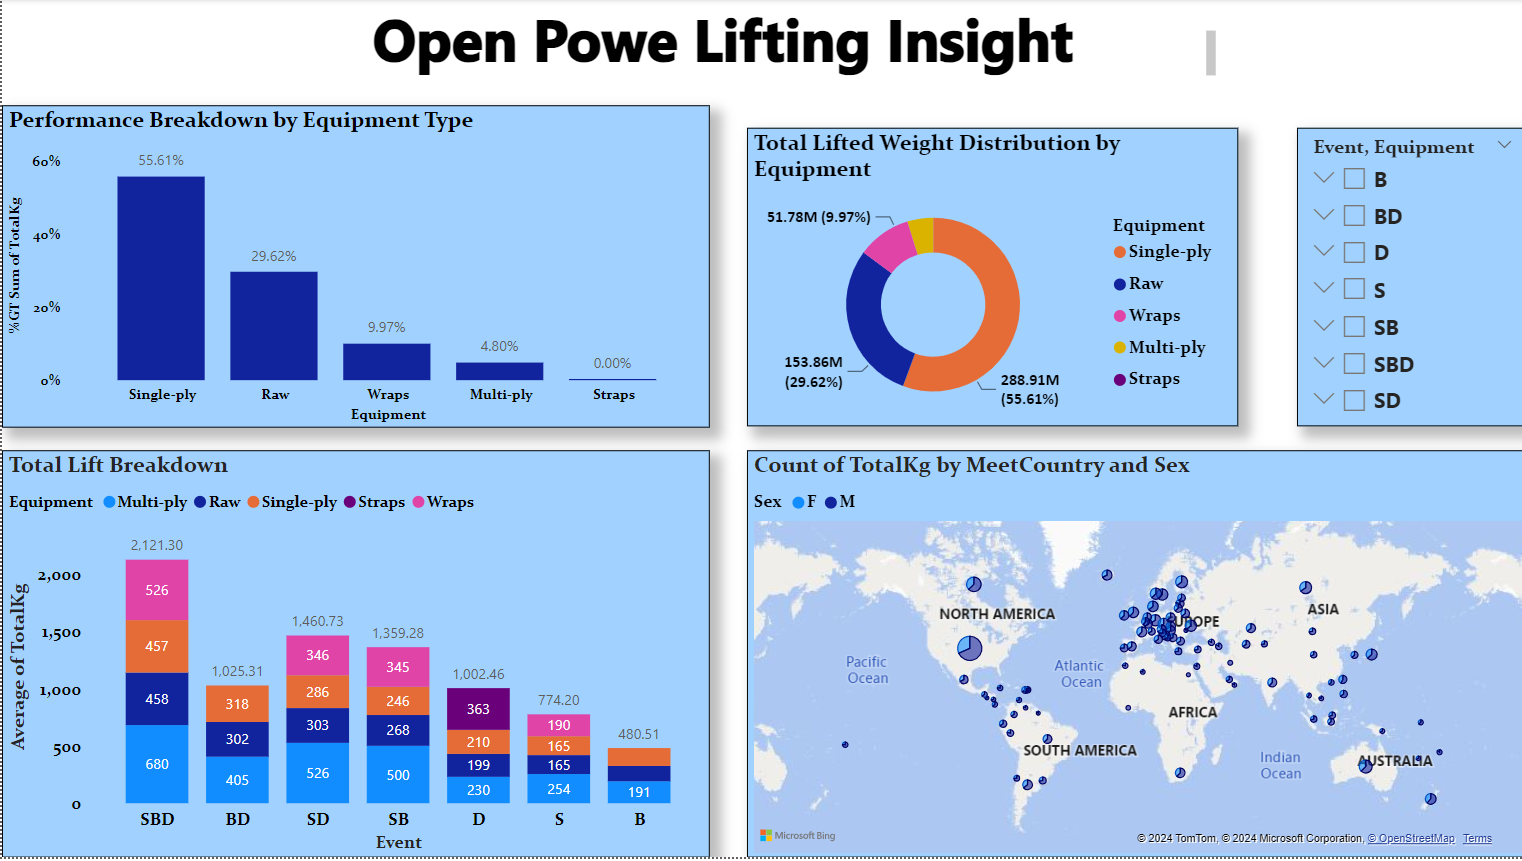 Open Powe Lifting Insight
Performance Breakdown by Equipment Type
%GT Sum of TotalKg
60%
40%
20%
0%
55.61%
29.62%
9.97%
4.80%
0.00%
Single-ply
Raw
Wraps
Multi-ply
Straps
Equipment
Total Lifted Weight Distribution by
Equipment
51.78M (9.97%)
153.86M
(29.62%)
288.91M
(55.61%)
Equipment
Single-ply
Raw
Wraps
Multi-ply
Straps
Event, Equipment
B
BD
D
S
SB
SBD
SD
Total Lift Breakdown
Equipment Multi-ply Raw Single-ply Straps Wraps
Average of TotalKg
2,000
1,500
1,000
500
0
2,121.30
526
457
458
680
1,025.31
318
302
405
1,460.73
346
286
303
526
1,359.28
345
246
268
500
1,002.46
363
210
199
230
774.20
190
165
165
254
480.51
191
SBD
BD
SD
SB
D
S
B
Event
Count of TotalKg by MeetCountry and Sex
Sex F M
NORTH AMERICA
EUROPE
ASIA
Pacific
Ocean
Atlantic
Ocean
AFRICA
SOUTH AMERICA
Indian
Ocean
AUSTRALIA
Microsoft Bing
© 2024 TomTom, © 2024 Microsoft Corporation, © OpenStreetMap Terms